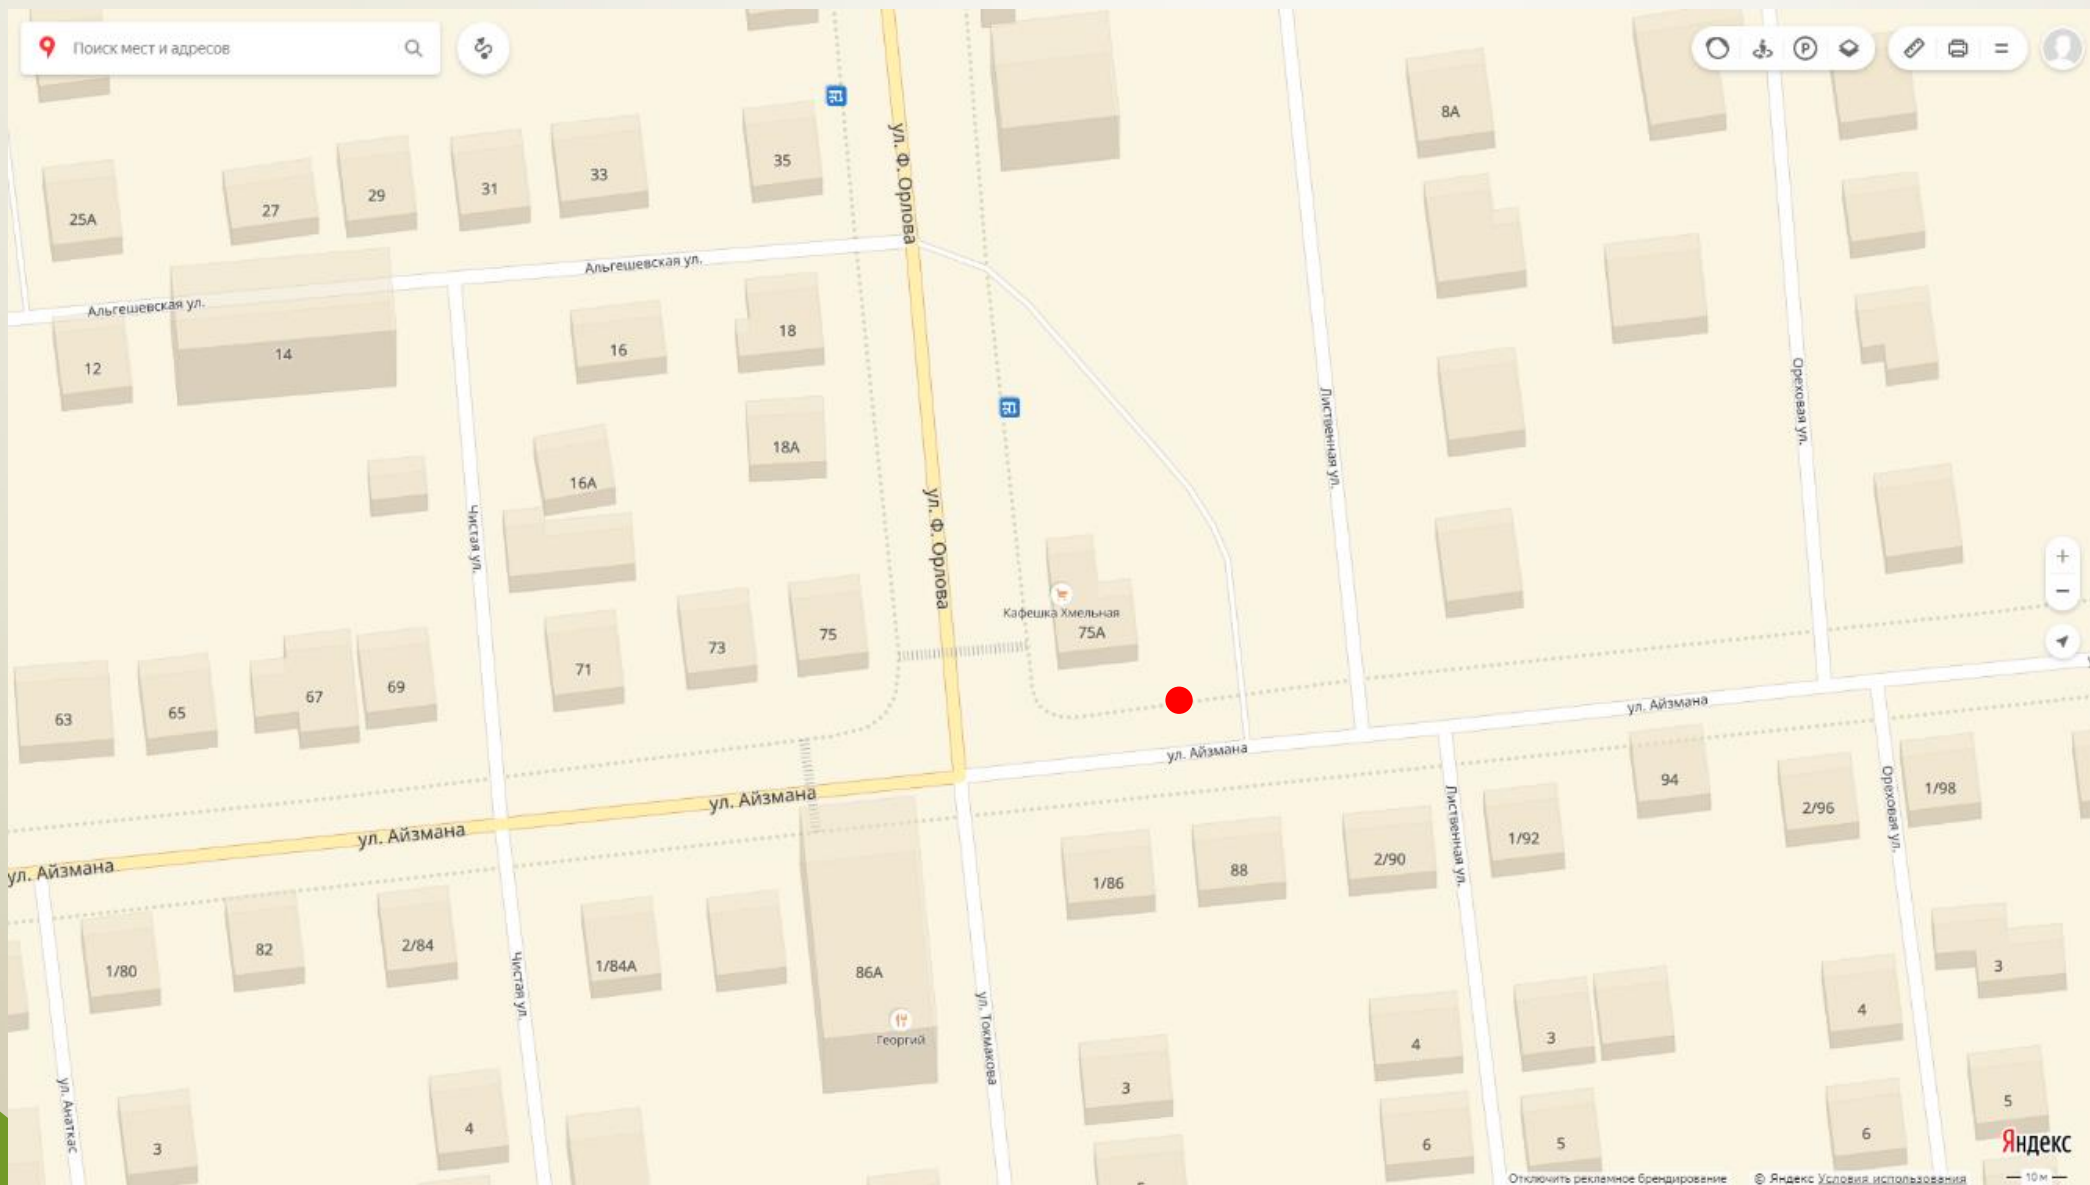 Поиск мест и адресов
P
ул. Ф. Орлова
8А
35
33
31
29
27
25А
Альгешевская ул.
Альгешевская ул.
12
14
16
18
18А
16А
Чистая ул.
ул. Ф. Орлова
Лиственная ул.
Ореховая ул.
Кафешка Хмельная
75А
75
73
71
69
67
65
63
ул. Айзмана
ул. Айзмана
ул. Айзмана
ул. Айзмана
ул. Айзмана
94
2/96
1/98
Ореховая ул.
Лиственная ул.
1/92
2/90
88
1/86
1/80
82
2/84
1/84А
86А
Чистая ул.
Георгий
ул. Токмакова
ул. Анаткас
3
4
3
4
3
4
3
6
5
6
5
Яндекс
Отключить рекламное брендирование
© Яндекс Условия использования
10 м